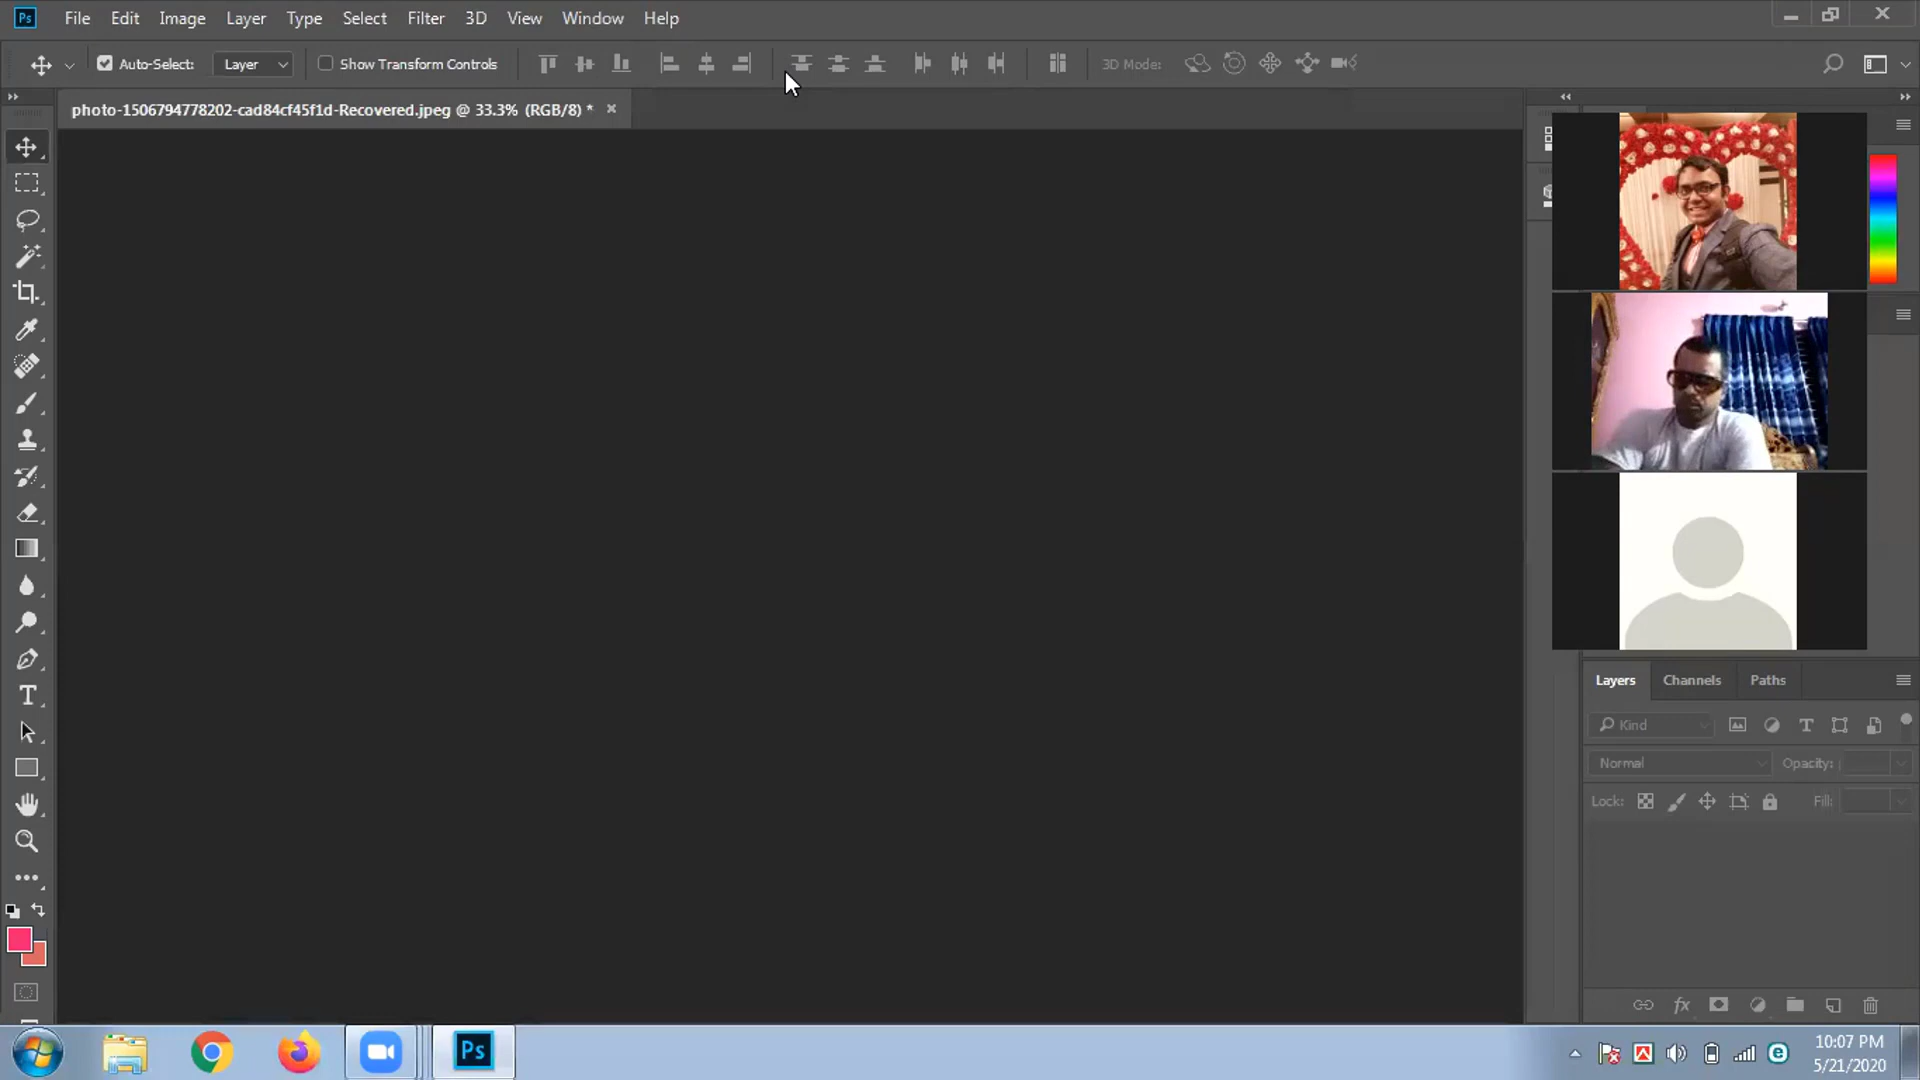 Ps File Edit Image Layer Type Select Filter 3D View Window Help
Auto-Select: Layer Show Transform Controls 3D Mode:
photo-1506794778202-cad84cf45f1d-Recovered.jpeg @ 33.3% (RGB/8) * ×
Layers Channels Paths
Kind
Normal Opacity:
Lock: Fill:
fx
Ps
10:07 PM
5/21/2020